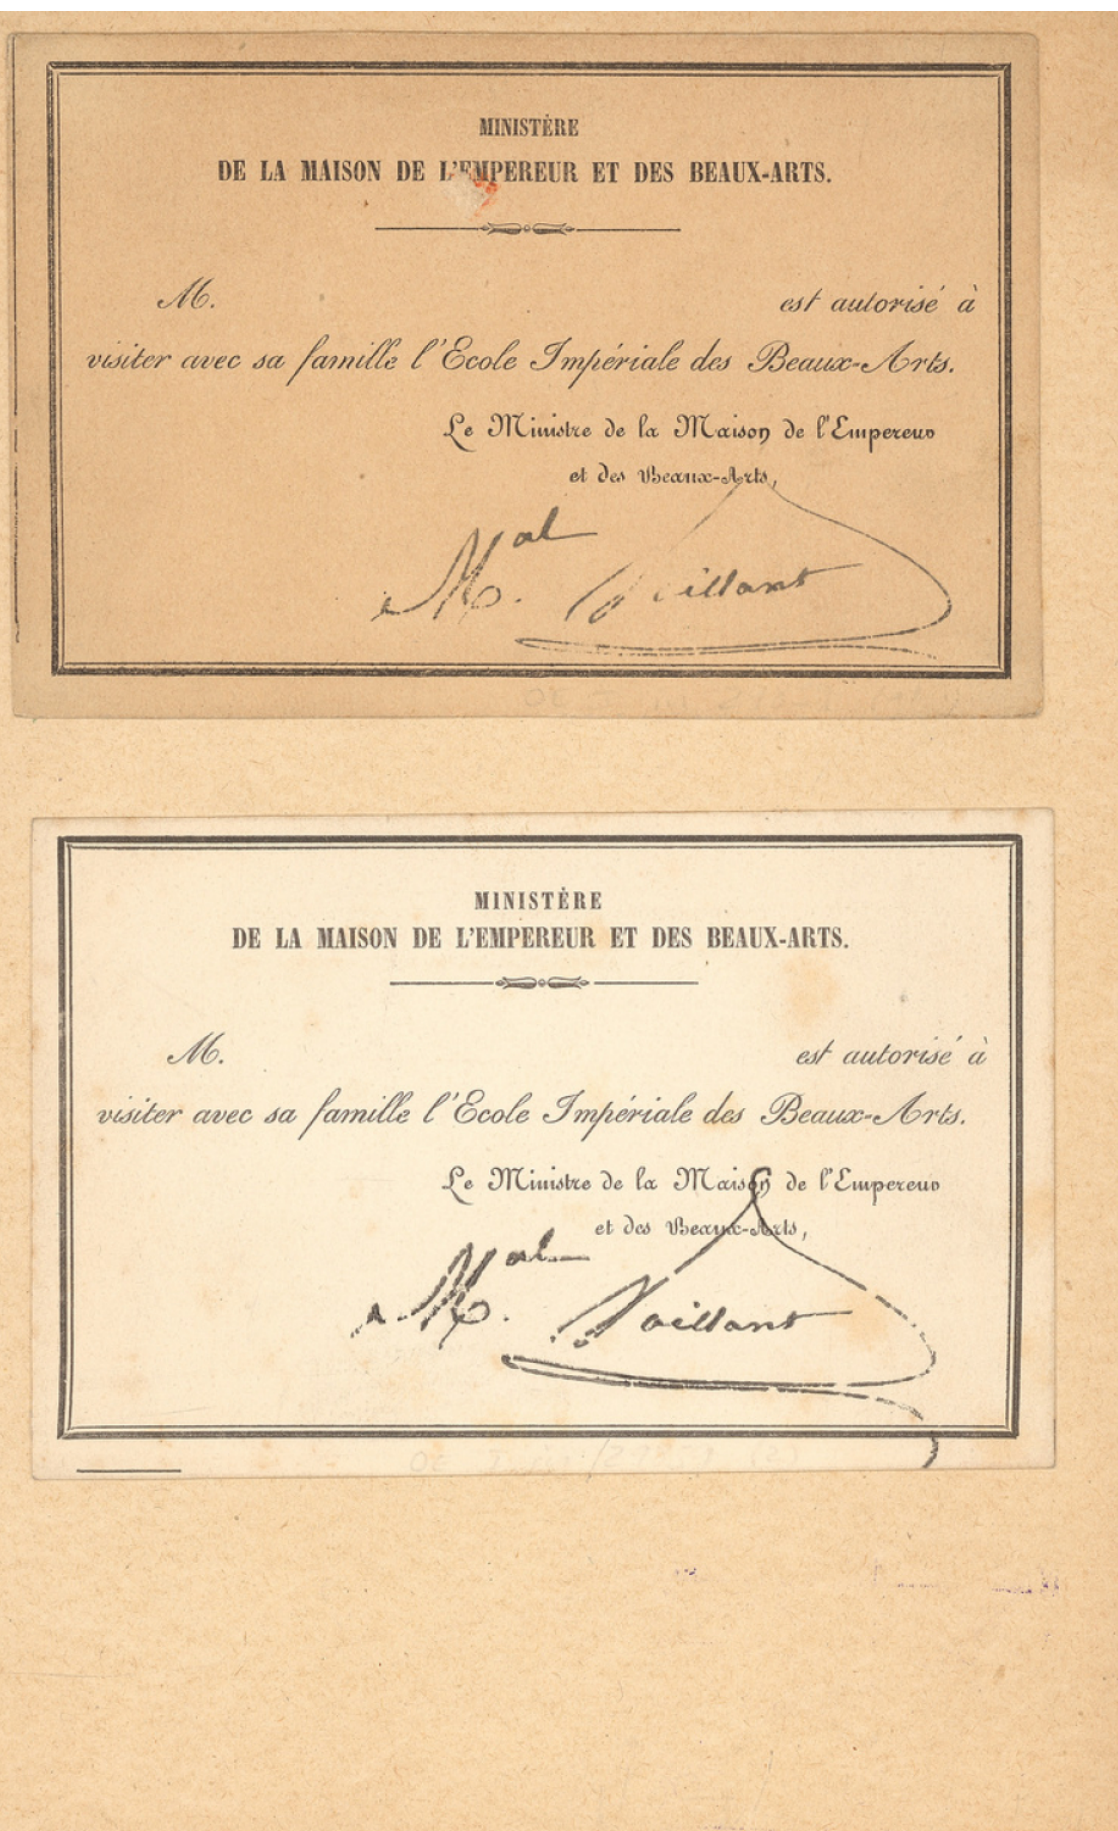 MINISTÈRE
DE LA MAISON DE L'EMPEREUR ET DES BEAUX-ARTS.
M. est autorisé à
visiter avec sa famille l'Ecole Impériale des Beaux-Arts.
Le Ministre de la Maison de l'Empereur
et des Beaux-Arts,
Mal Vaillant
MINISTÈRE
DE LA MAISON DE L'EMPEREUR ET DES BEAUX-ARTS.
M. est autorisé à
visiter avec sa famille l'Ecole Impériale des Beaux-Arts.
Le Ministre de la Maison de l'Empereur
et des Beaux-Arts,
Mal Vaillant